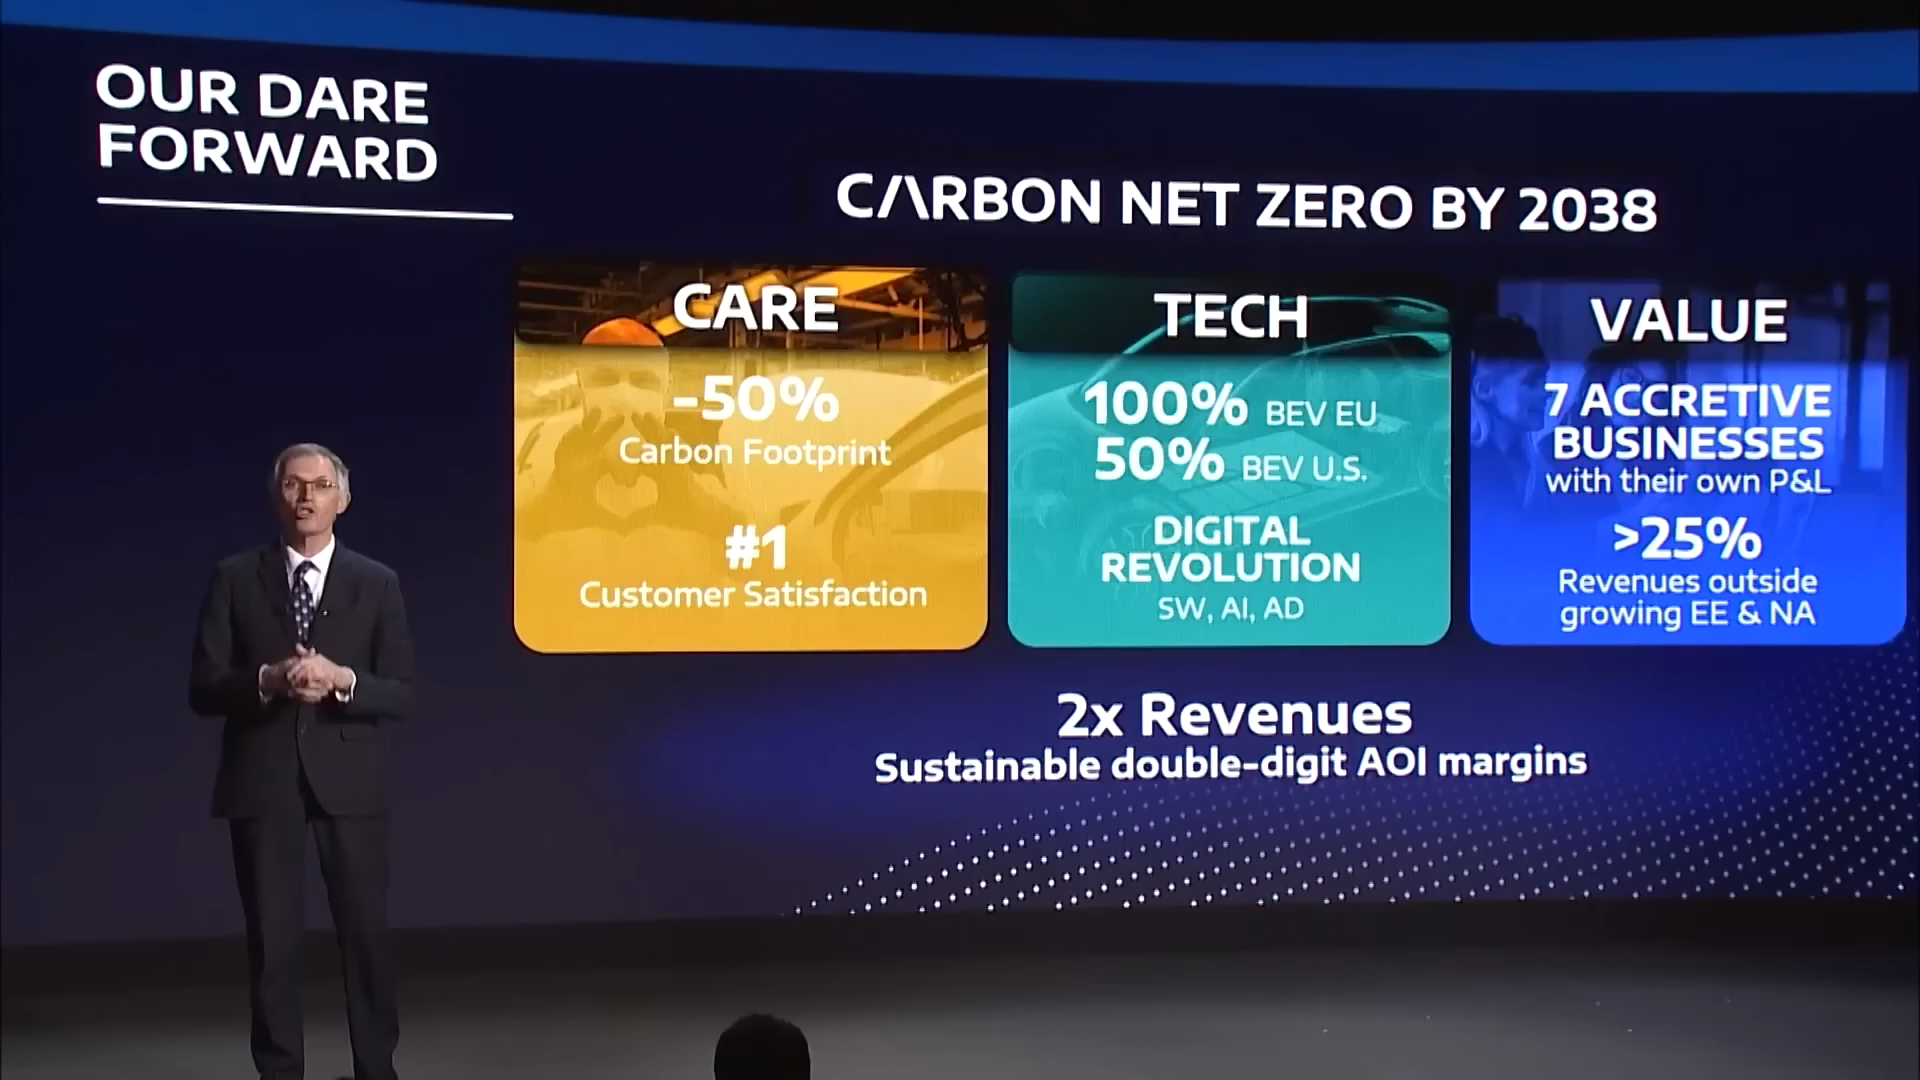 OUR DARE
FORWARD
CARBON NET ZERO BY 2038
CARE
-50%
Carbon Footprint
#1
Customer Satisfaction
TECH
100% BEV EU
50% BEV U.S.
DIGITAL
REVOLUTION
SW, AI, AD
VALUE
7 ACCRETIVE
BUSINESSES
with their own P&L
>25%
Revenues outside
growing EE & NA
2x Revenues
Sustainable double-digit AOI margins